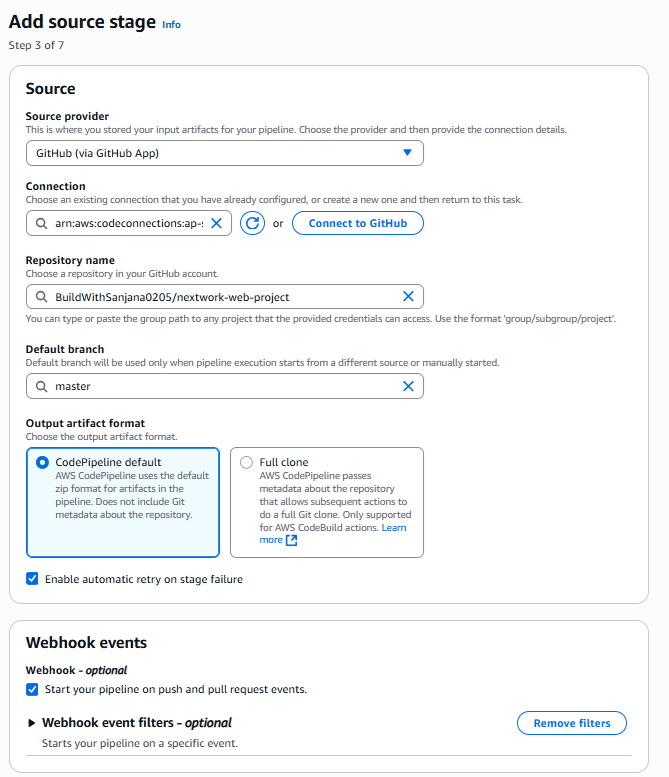 Add source stage Info
Step 3 of 7
Source
Source provider
This is where you stored your input artifacts for your pipeline. Choose the provider and then provide the connection details.
GitHub (via GitHub App)
Connection
Choose an existing connection that you have already configured, or create a new one and then return to this task.
arn:aws:codeconnections:ap-s or Connect to GitHub
Repository name
Choose a repository in your GitHub account.
BuildWithSanjana0205/nextwork-web-project
You can type or paste the group path to any project that the provided credentials can access. Use the format 'group/subgroup/project'.
Default branch
Default branch will be used only when pipeline execution starts from a different source or manually started.
master
Output artifact format
Choose the output artifact format.
CodePipeline default
AWS CodePipeline uses the default
zip format for artifacts in the
pipeline. Does not include Git
metadata about the repository.
Full clone
AWS CodePipeline passes
metadata about the repository
that allows subsequent actions to
do a full Git clone. Only supported
for AWS CodeBuild actions. Learn
more
Enable automatic retry on stage failure
Webhook events
Webhook - optional
Start your pipeline on push and pull request events.
Webhook event filters - optional
Remove filters
Starts your pipeline on a specific event.